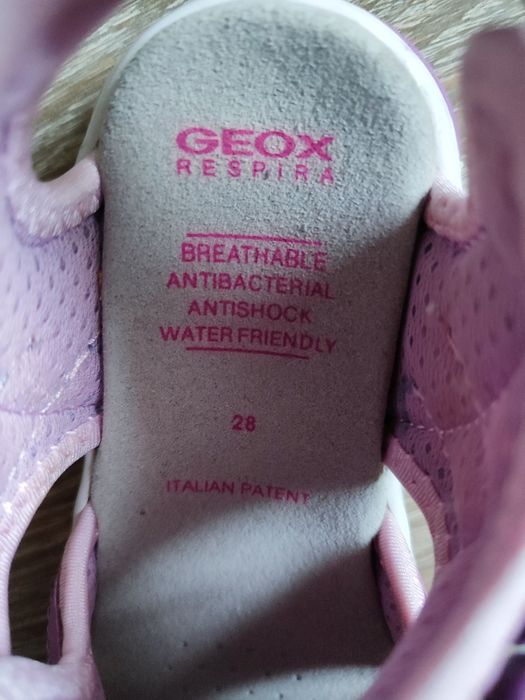 GEOX
RESPIRA
BREATHABLE
ANTIBACTERIAL
ANTISHOCK
WATER FRIENDLY
28
ITALIAN PATENT